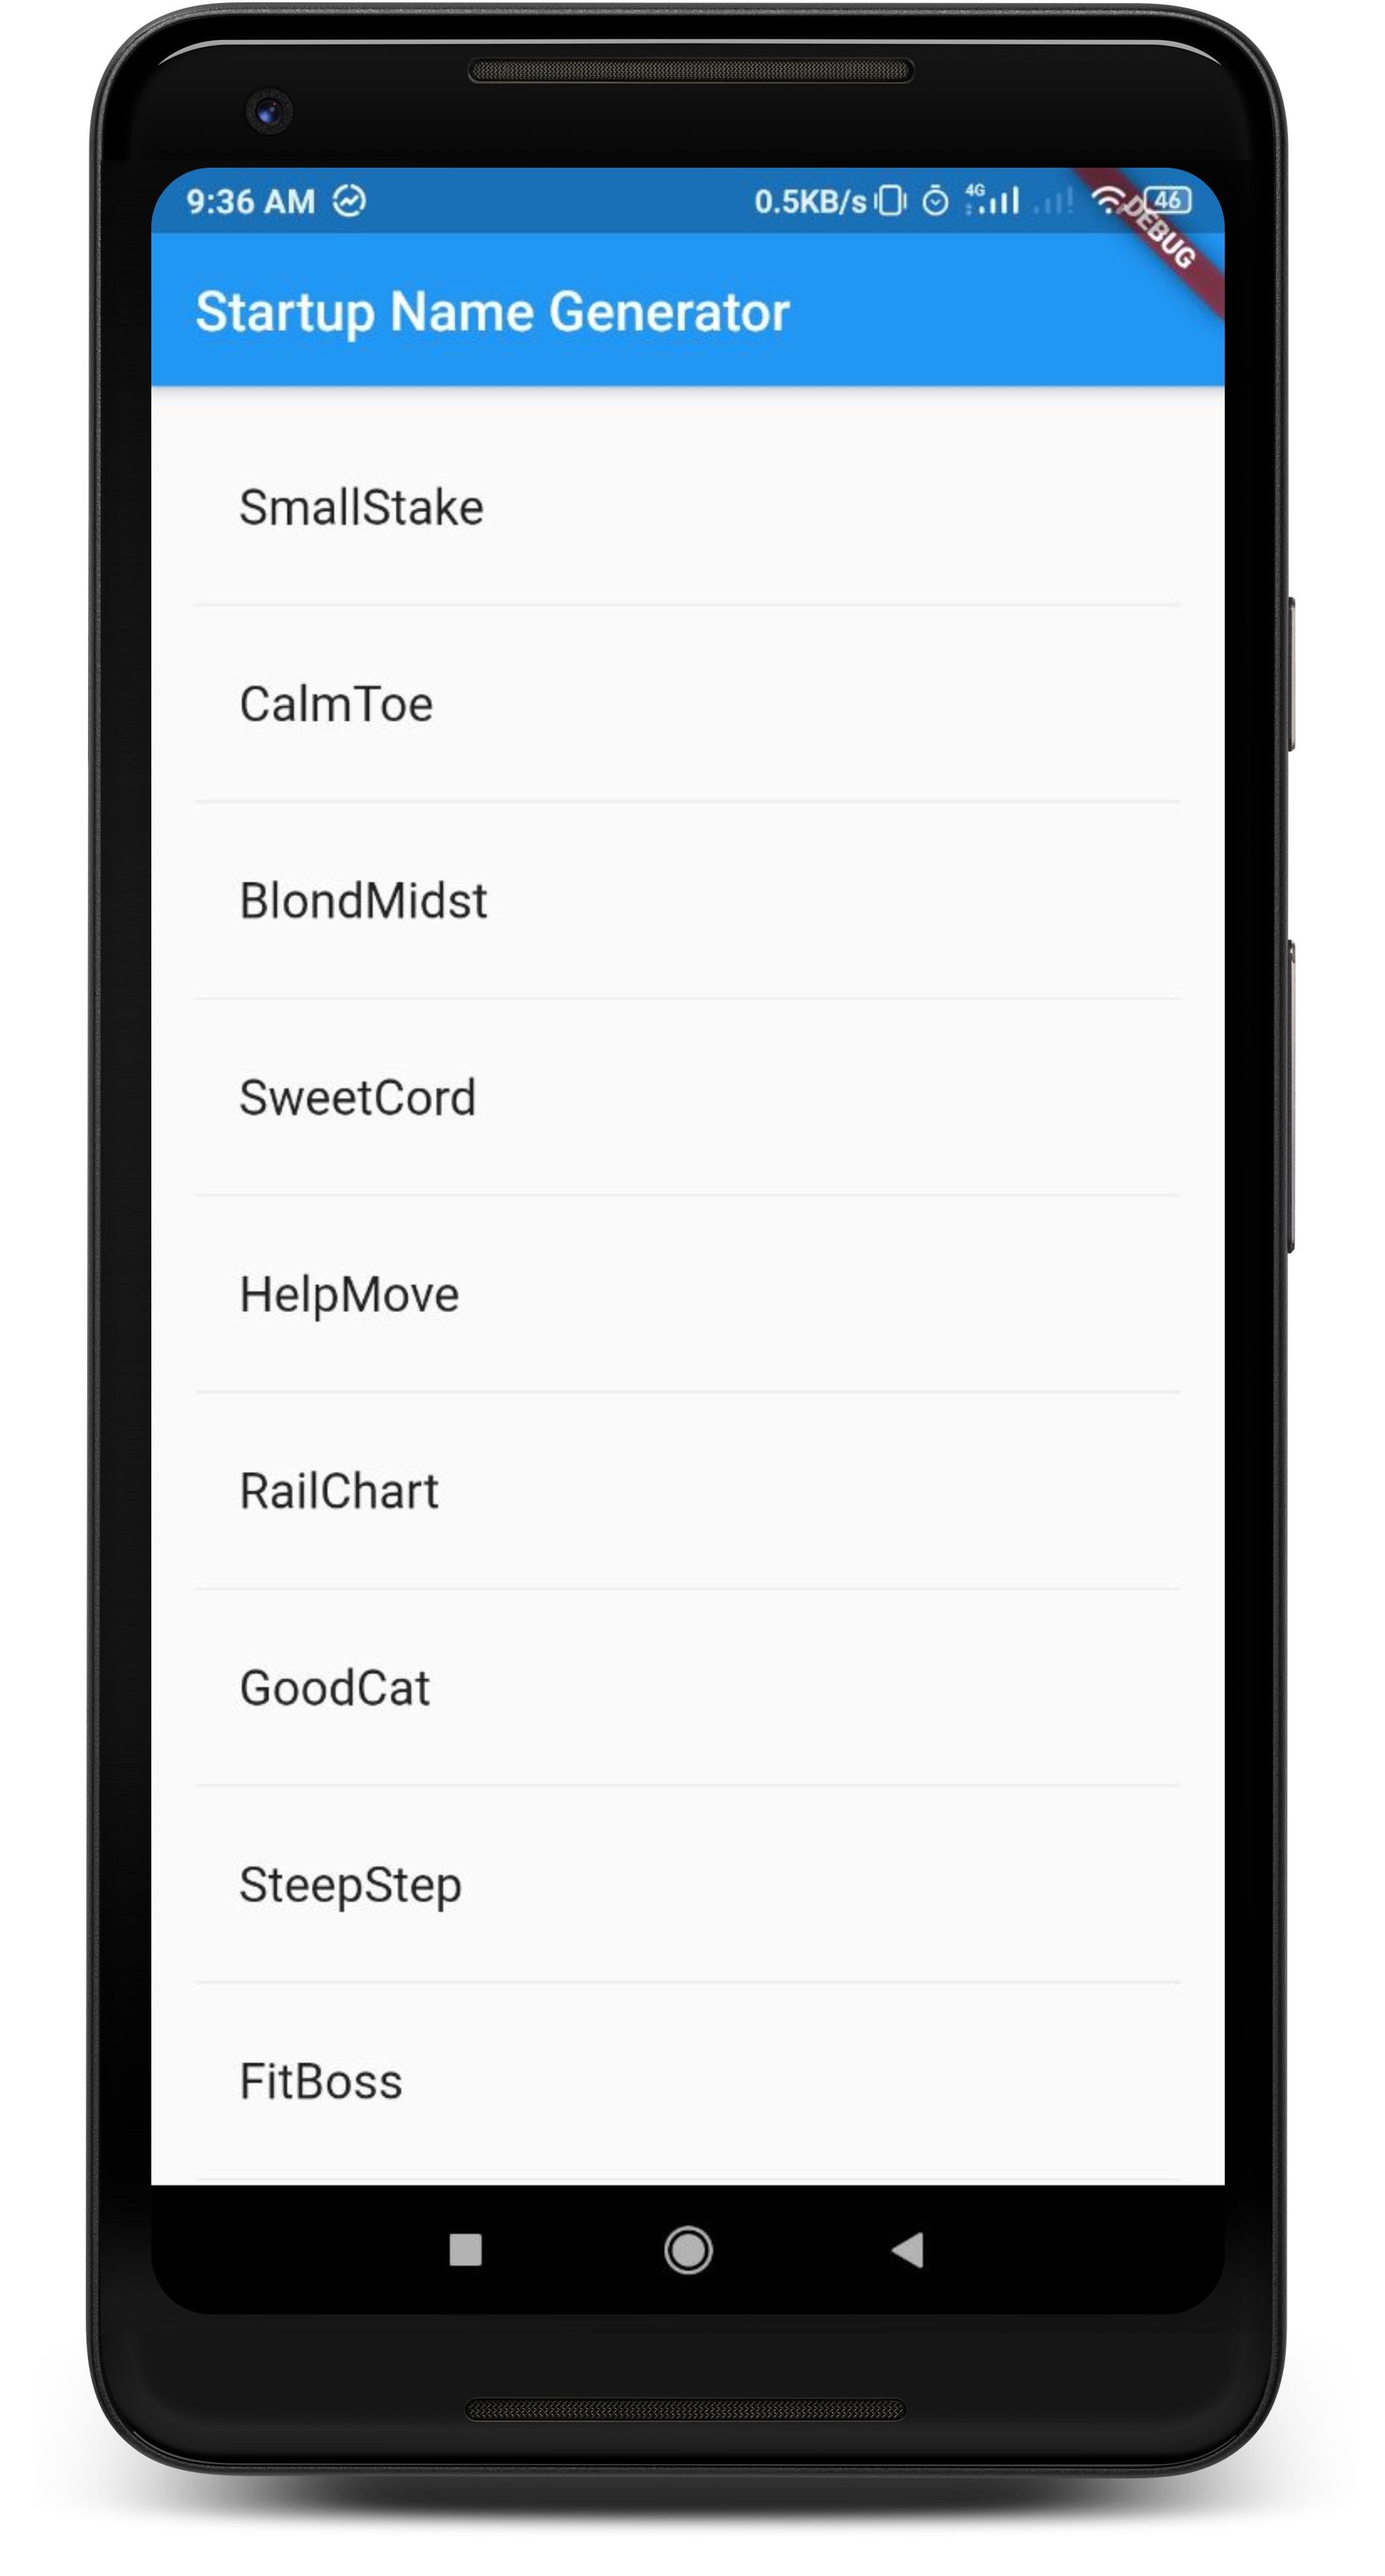 9:36 AM 0.5KB/s 4G 46
DEBUG
Startup Name Generator
SmallStake
CalmToe
BlondMidst
SweetCord
HelpMove
RailChart
GoodCat
SteepStep
FitBoss